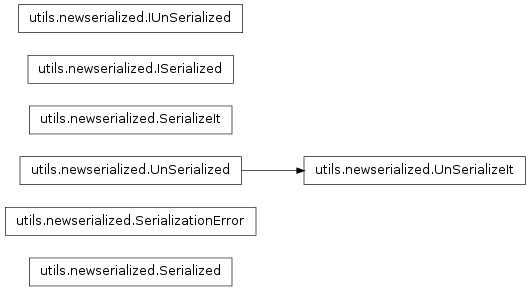 utils.newserialized.IUnSerialized
utils.newserialized.ISerialized
utils.newserialized.SerializeIt
utils.newserialized.UnSerialized
utils.newserialized.UnSerializeIt
utils.newserialized.SerializationError
utils.newserialized.Serialized